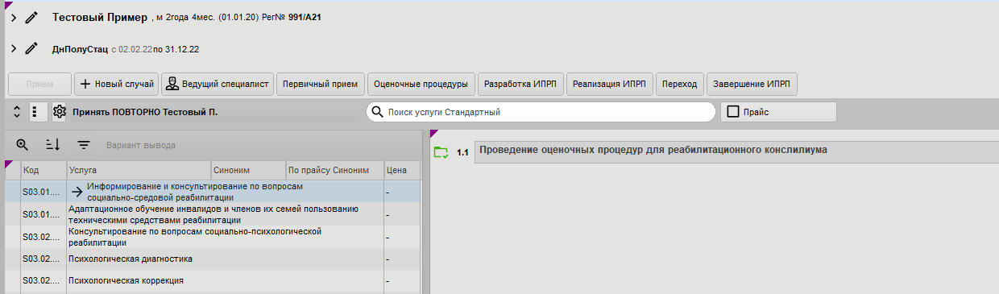 Тестовый Пример , м 2года 4мес. (01.01.20) Рег№ 991/А21
ДнПолуСтац с 02.02.22по 31.12.22
Прием Новый случай Ведущий специалист Первичный прием Оценочные процедуры Разработка ИПРП Реализация ИПРП Переход Завершение ИПРП
Принять ПОВТОРНО Тестовый П. Поиск услуги Стандартный Прайс
Вариант вывода
1.1 Проведение оценочных процедур для реабилитационного конслилиума
Код Услуга Синоним По прайсу Синоним Цена
S03.01.... Информирование и консультирование по вопросам -
социально-средовой реабилитации
S03.01.... Адаптационное обучение инвалидов и членов их семей пользованию -
техническими средствами реабилитации
S03.02.... Консультирование по вопросам социально-психологической -
реабилитации
S03.02.... Психологическая диагностика -
S03.02.... Психологическая коррекция -